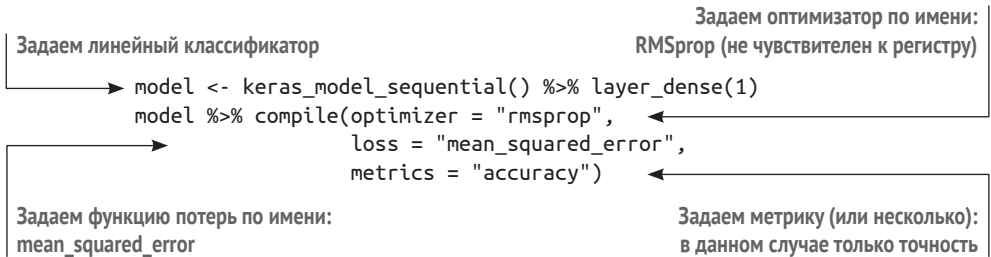 Задаем оптимизатор по имени:
Задаем линейный классификатор
RMSprop (не чувствителен к регистру)
model <- keras_model_sequential() %>% layer_dense(1)
model %>% compile(optimizer = "rmsprop",
loss = "mean_squared_error",
metrics = "accuracy")
Задаем функцию потерь по имени:
mean_squared_error
Задаем метрику (или несколько):
в данном случае только точность